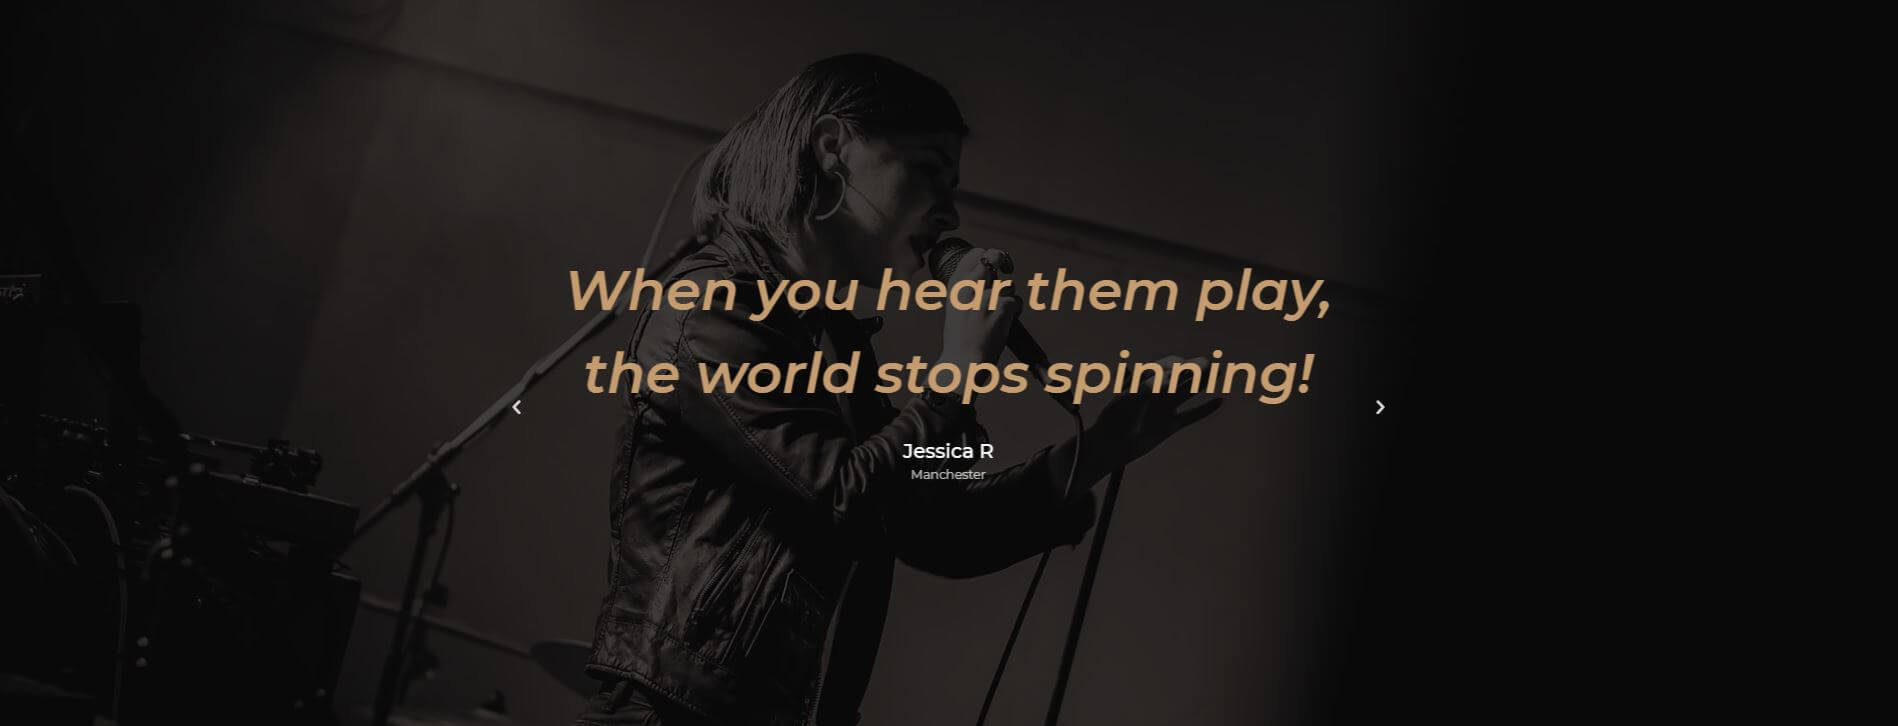 When you hear them play,
the world stops spinning!
Jessica R
Manchester